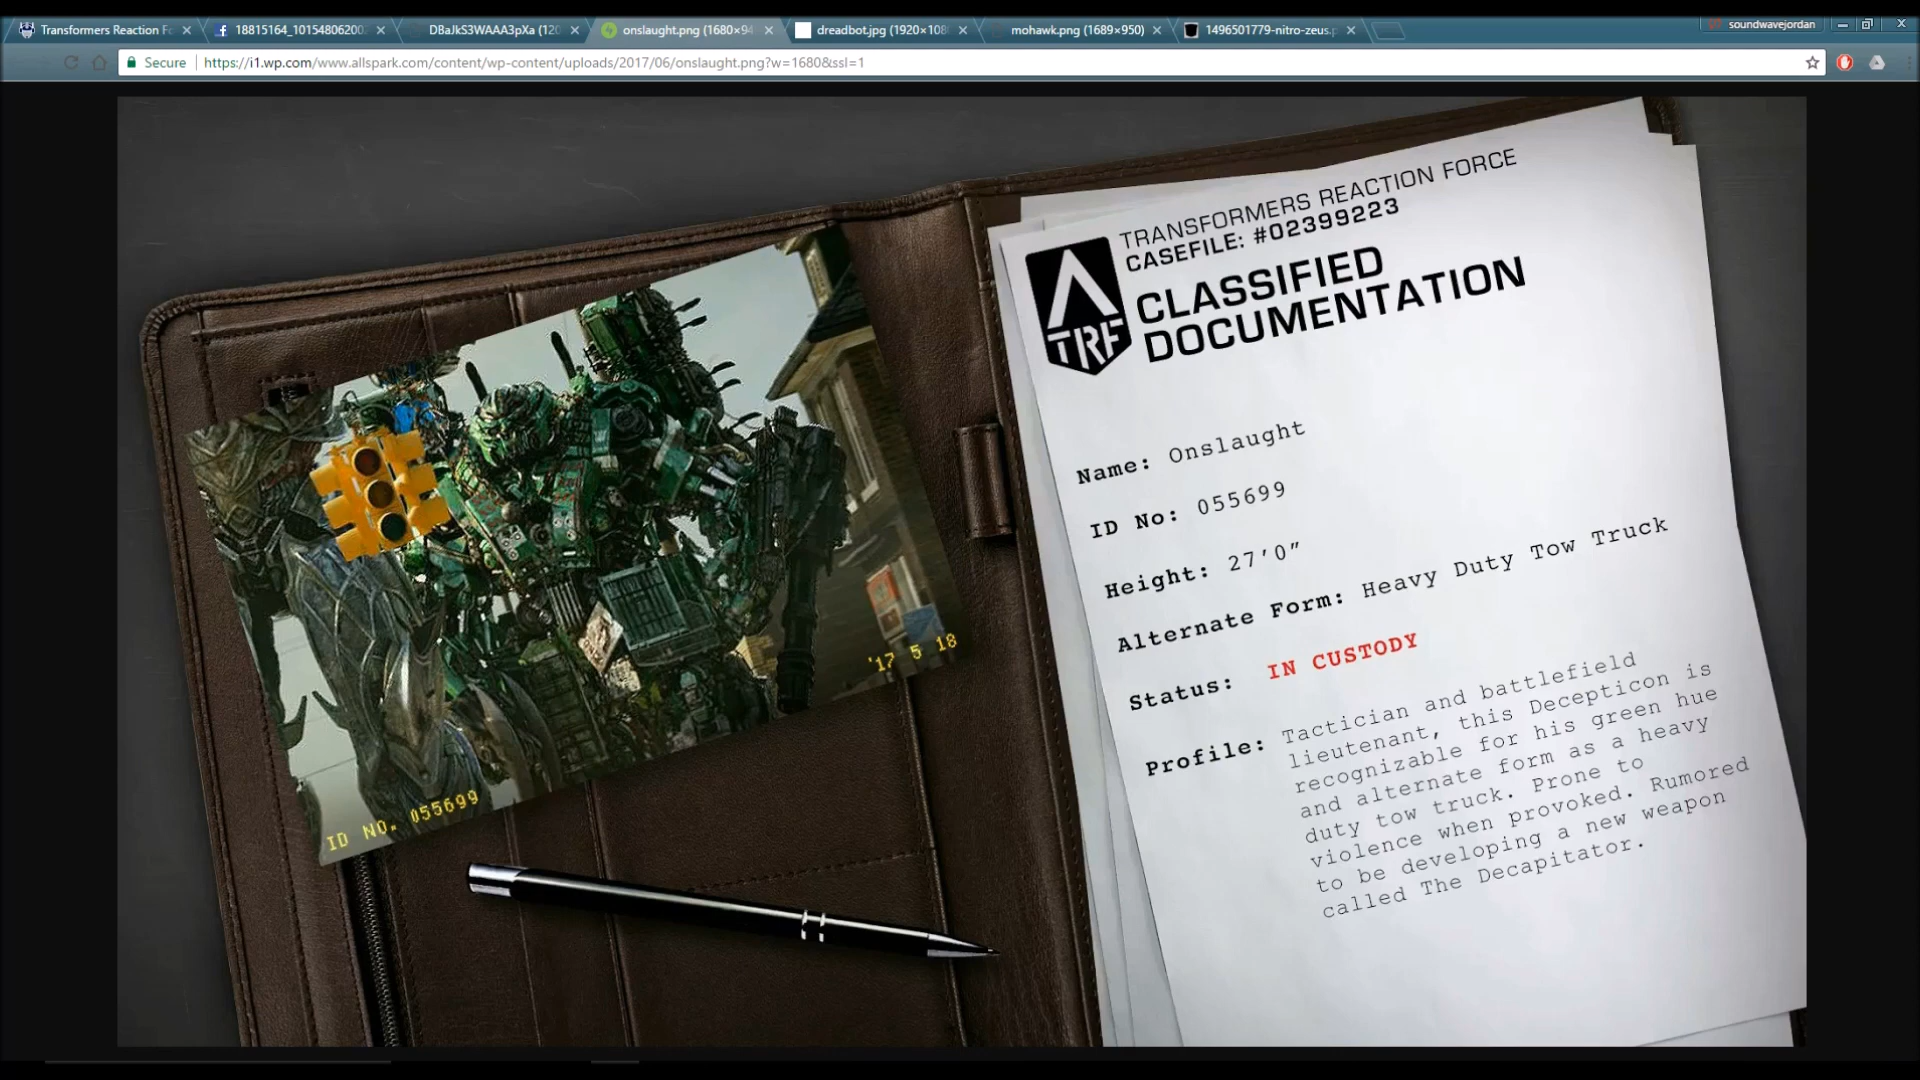 Transformers Reaction Fo
18815164_10154806200
DBaJkS3WAAA3pXa (120
onslaught.png (1680×94
dreadbot.jpg (1920×108
mohawk.png (1689×950)
1496501779-nitro-zeus.p
soundwavejordan
Secure
https://i1.wp.com/www.allspark.com/content/wp-content/uploads/2017/06/onslaught.png?w=1680&ssl=1
TRANSFORMERS REACTION FORCE
CASEFILE: #02399223
CLASSIFIED
DOCUMENTATION
TRF
Name: Onslaught
ID No: 055699
Height: 27'0"
Alternate Form: Heavy Duty Tow Truck
Status: IN CUSTODY
Profile: Tactician and battlefield
lieutenant, this Decepticon is
recognizable for his green hue
and alternate form as a heavy
duty tow truck. Prone to
violence when provoked. Rumored
to be developing a new weapon
called The Decapitator.
'17 5 18
ID NO. 055699